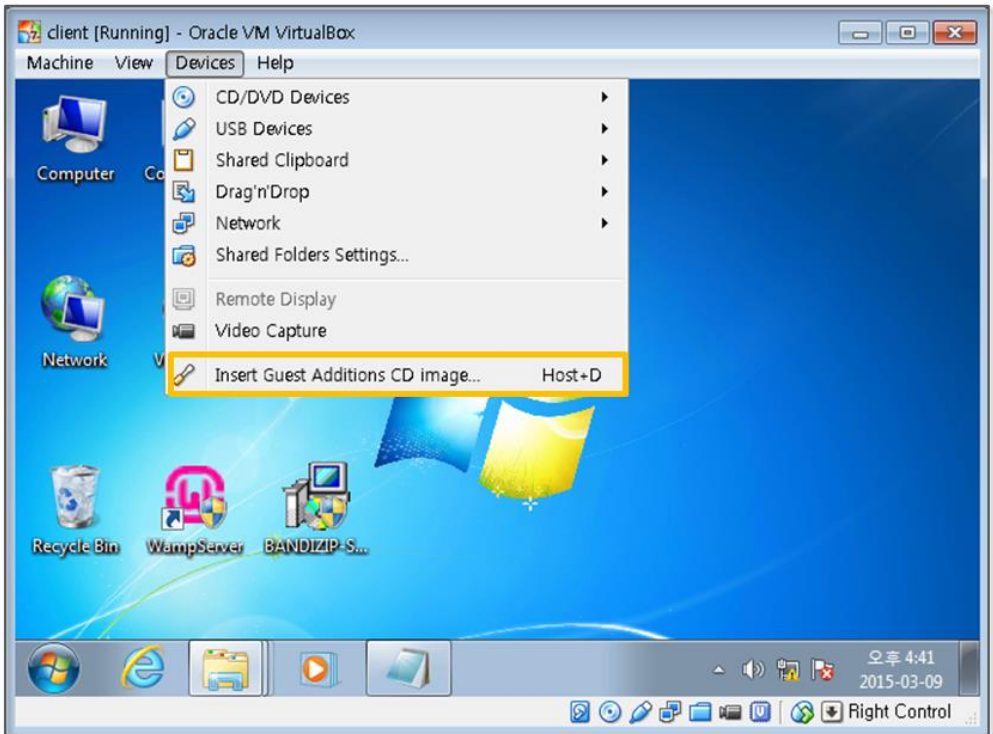 client [Running] - Oracle VM VirtualBox
Machine View Devices Help
CD/DVD Devices
USB Devices
Shared Clipboard
Drag'n'Drop
Network
Shared Folders Settings...
Remote Display
Video Capture
Insert Guest Additions CD image... Host+D
Computer Co
Network V
Recycle Bin WampServer BANDIZIP-S...
오후 4:41
2015-03-09
Right Control